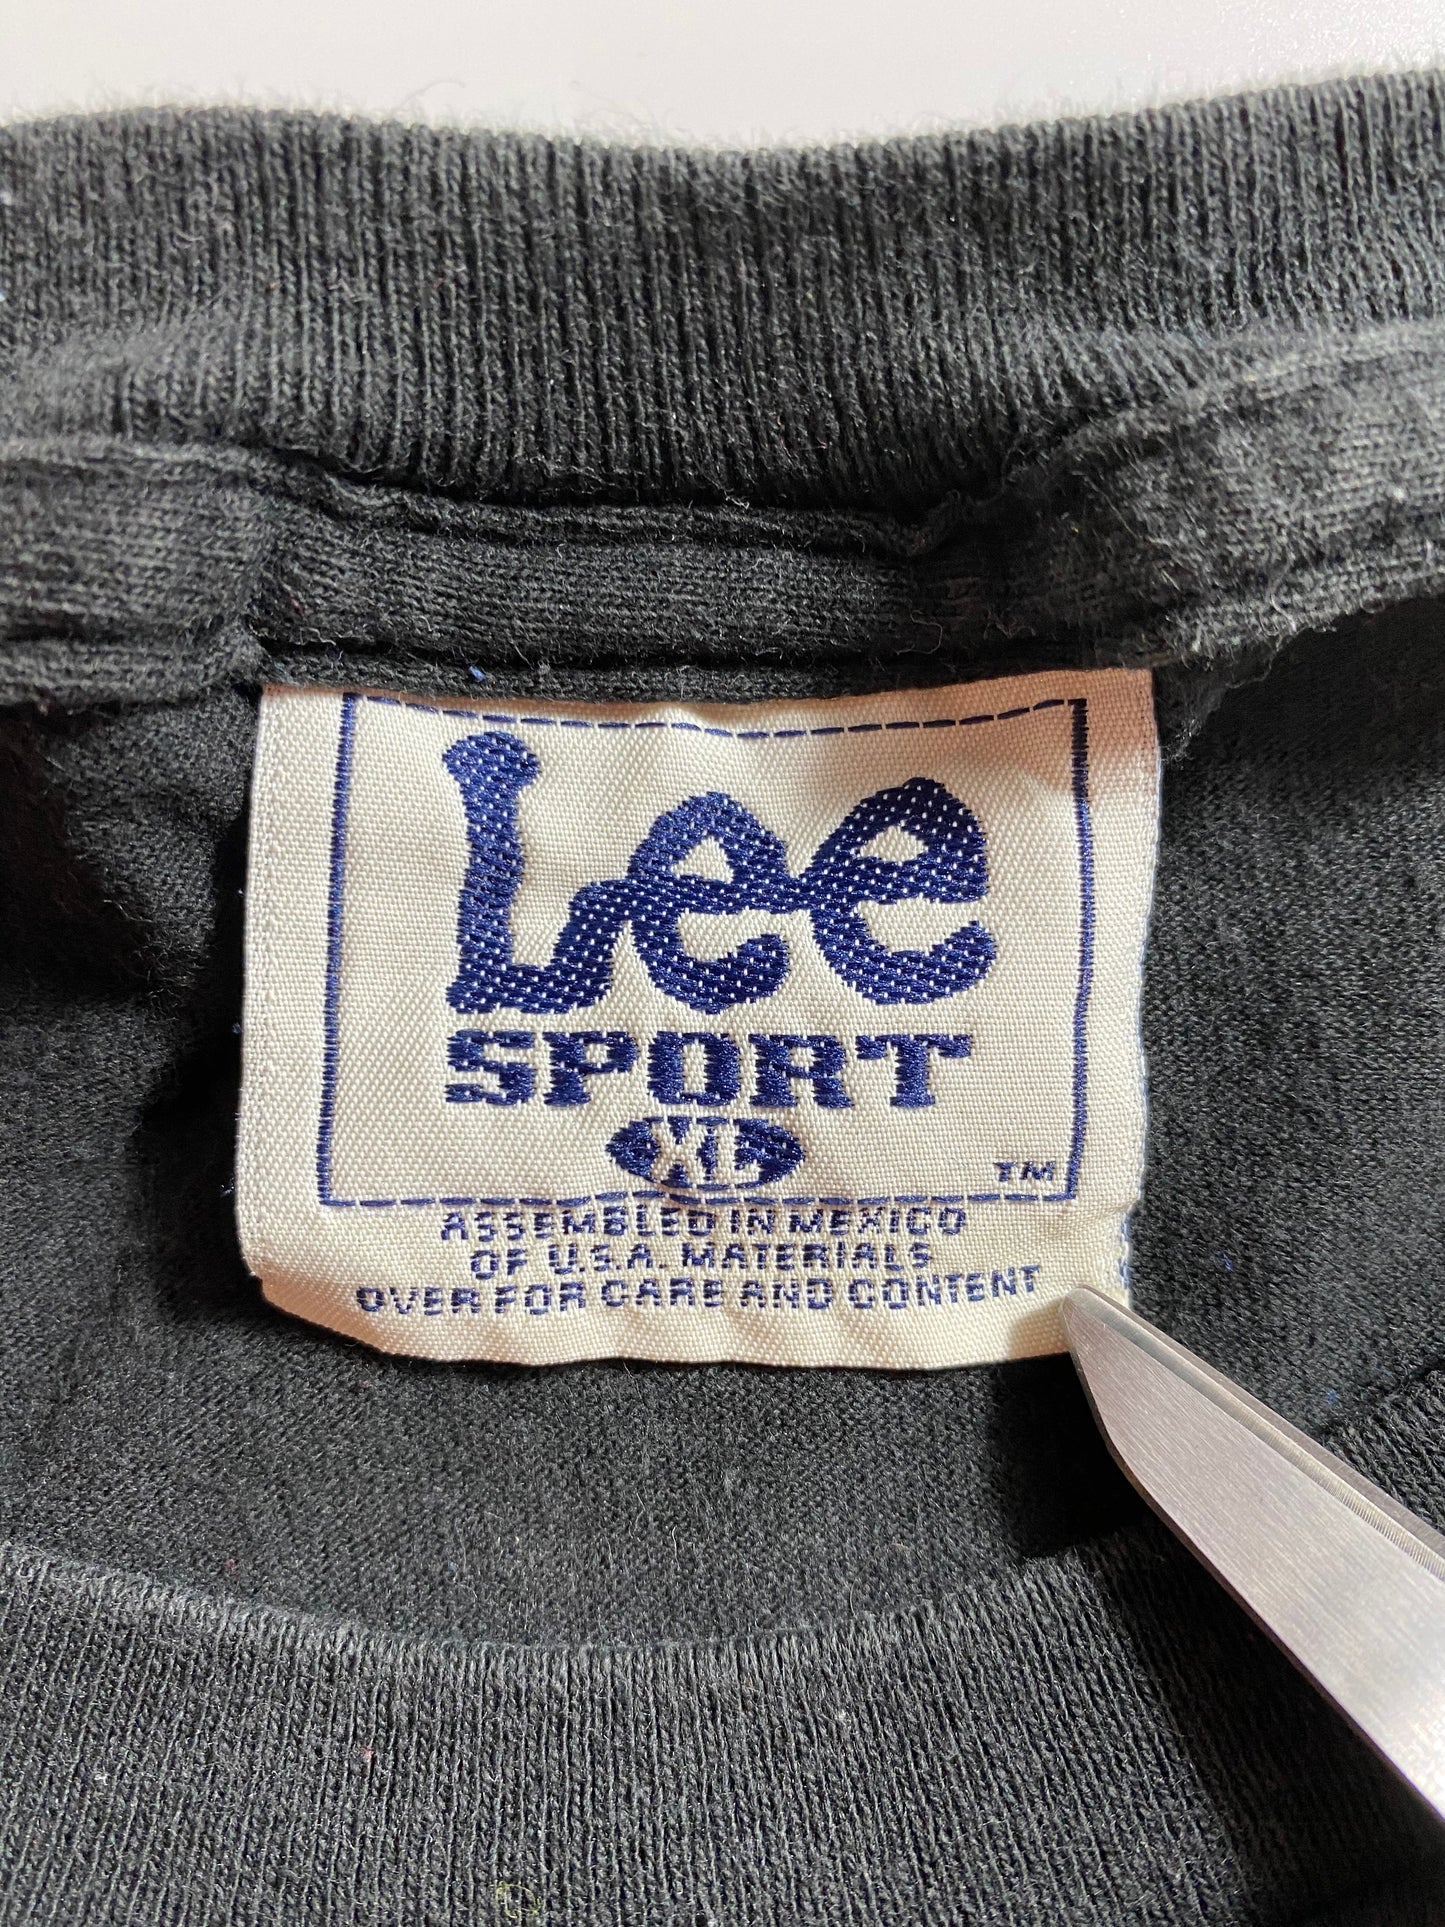 Lee
SPORT
XL
TM
ASSEMBLED IN MEXICO
OF U.S.A. MATERIALS
OVER FOR CARE AND CONTENT